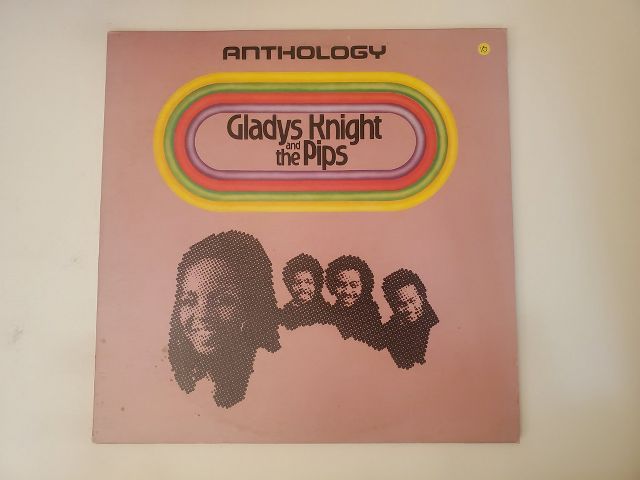 ANTHOLOGY
Gladys Knight
and
the Pips